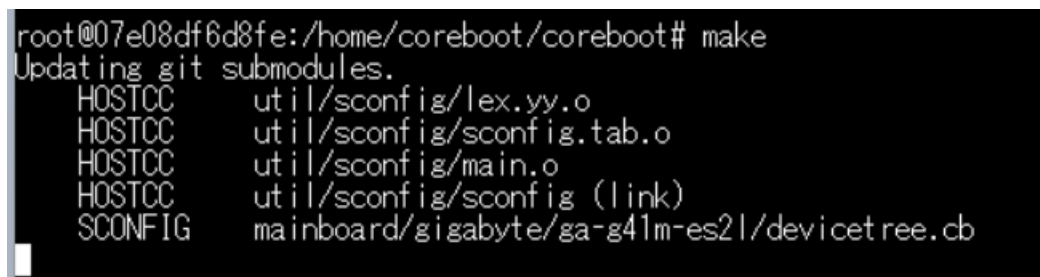 root@07e08df6d8fe:/home/coreboot/coreboot# make
Updating git submodules.
HOSTCC util/sconfig/lex.yy.o
HOSTCC util/sconfig/sconfig.tab.o
HOSTCC util/sconfig/main.o
HOSTCC util/sconfig/sconfig (link)
SCONFIG mainboard/gigabyte/ga-g41m-es2l/devicetree.cb